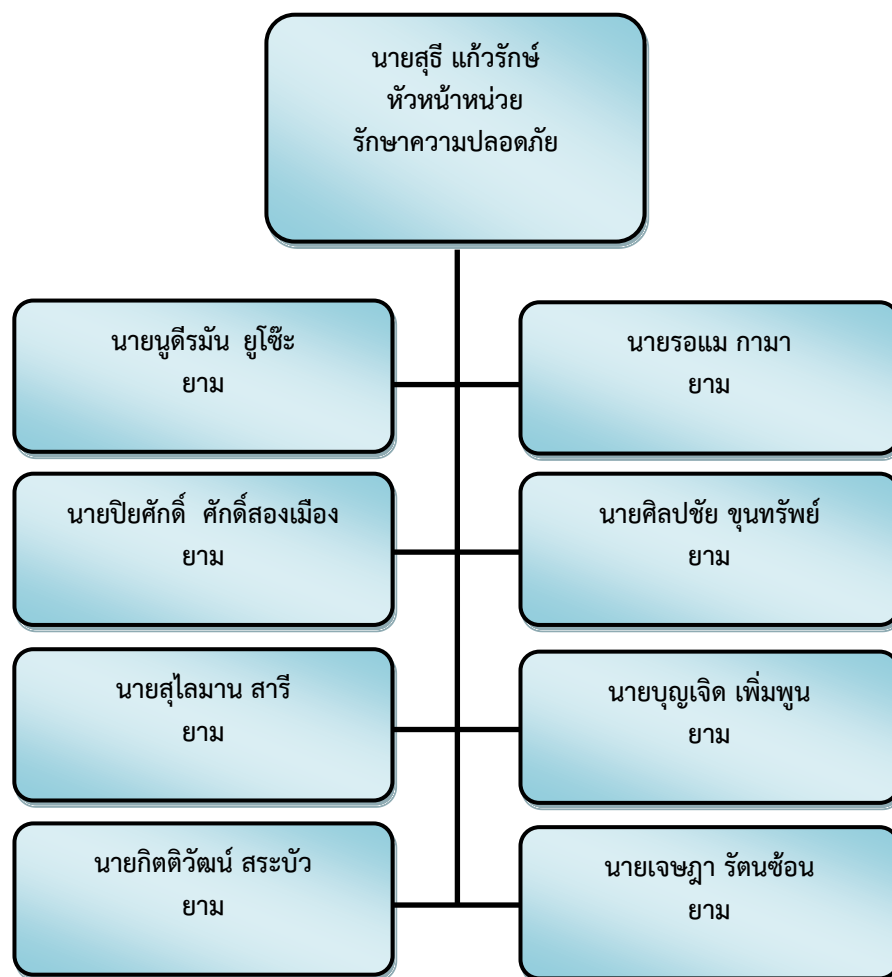 นายสุธี แก้วรักษ์
หัวหน้าหน่วย
รักษาความปลอดภัย
นายนูดีรมัน ยูโซ๊ะ
ยาม
นายรอแม กามา
ยาม
นายปิยศักดิ์ ศักดิ์สองเมือง
ยาม
นายศิลปชัย ขุนทรัพย์
ยาม
นายสุไลมาน สารี
ยาม
นายบุญเจิด เพิ่มพูน
ยาม
นายกิตติวัฒน์ สระบัว
ยาม
นายเจษฎา รัตนซ้อน
ยาม